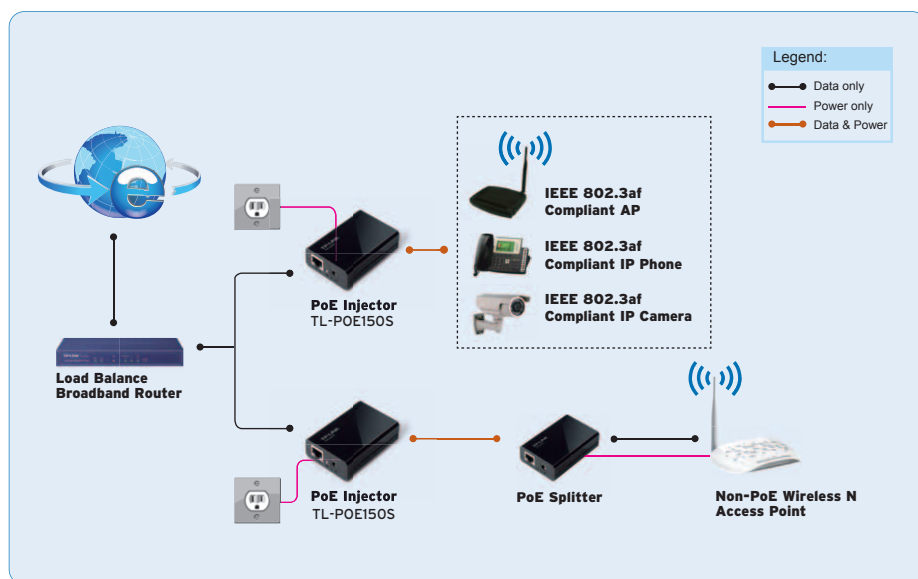 Legend:
Data only
Power only
Data & Power
IEEE 802.3af
Compliant AP
IEEE 802.3af
Compliant IP Phone
IEEE 802.3af
Compliant IP Camera
PoE Injector
TL-POE150S
TP-LINK
Load Balance
Broadband Router
PoE Injector
TL-POE150S
PoE Splitter
Non-PoE Wireless N
Access Point